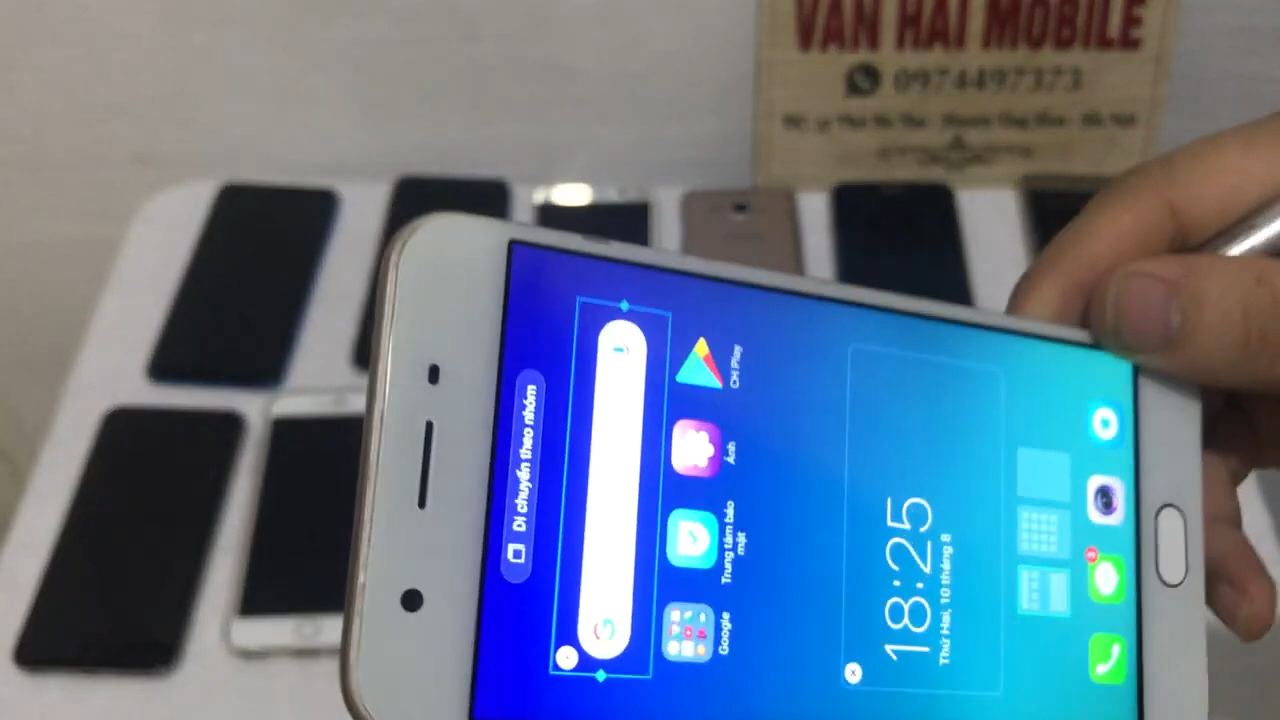 VAN HAI MOBILE
0974497373
Di chuyển theo nhóm
CH Play
Ảnh
Trung tâm bảo
mật
Google
18:25
Thứ Hai, 10 tháng 8
3